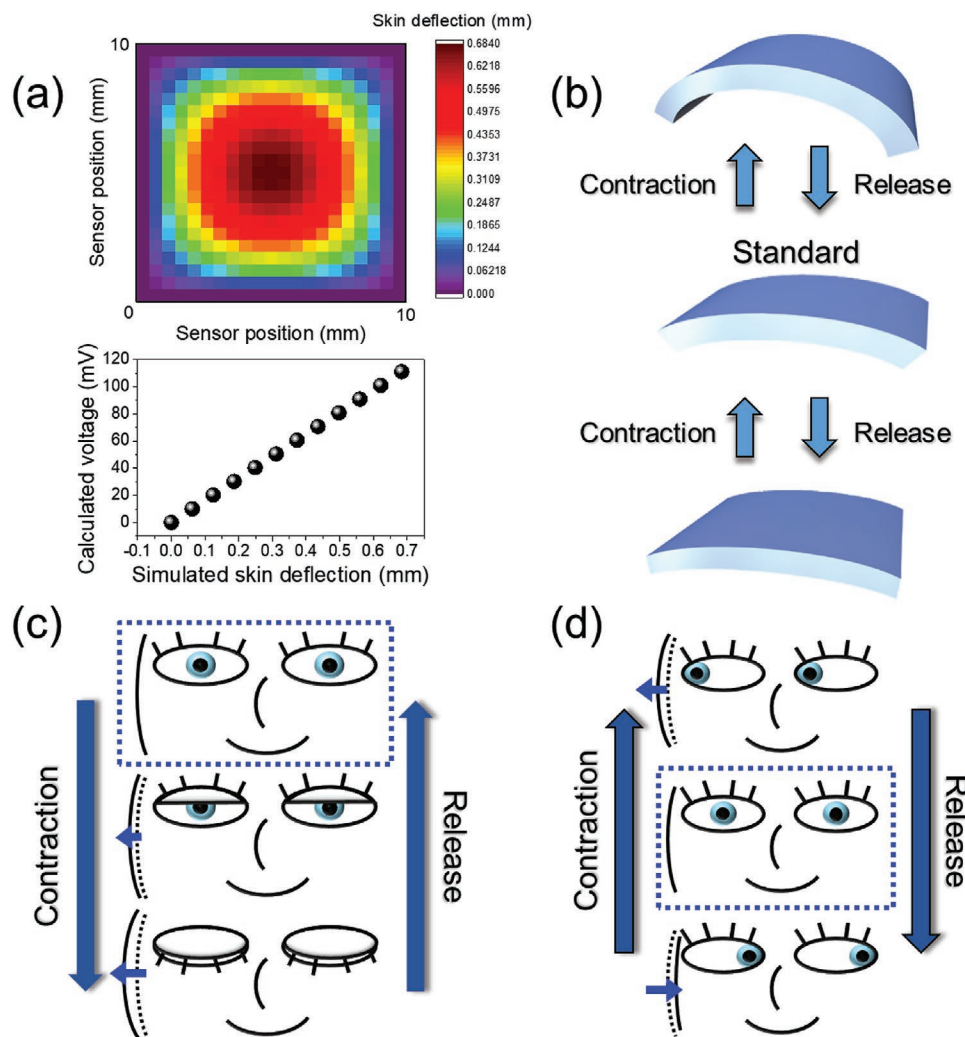 (a)
Skin deflection (mm)
10
Sensor position (mm)
0
10
Sensor position (mm)
0.6840
0.6218
0.5596
0.4975
0.4353
0.3731
0.3109
0.2487
0.1865
0.1244
0.06218
0.000
Calculated voltage (mV)
120
100
80
60
40
20
0
-0.1 0.0 0.1 0.2 0.3 0.4 0.5 0.6 0.7
Simulated skin deflection (mm)
(b)
Contraction
Release
Standard
Contraction
Release
(c)
Contraction
Release
(d)
Contraction
Release